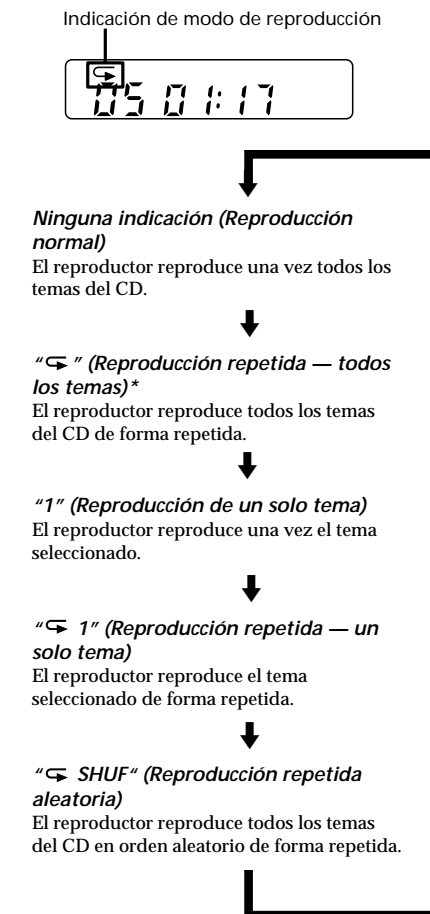 Indicación de modo de reproducción
05 01:17
Ninguna indicación (Reproducción
normal)
El reproductor reproduce una vez todos los
temas del CD.
“ ” (Reproducción repetida — todos
los temas)*
El reproductor reproduce todos los temas
del CD de forma repetida.
“1” (Reproducción de un solo tema)
El reproductor reproduce una vez el tema
seleccionado.
“ 1” (Reproducción repetida — un
solo tema)
El reproductor reproduce el tema
seleccionado de forma repetida.
“ SHUF“ (Reproducción repetida
aleatoria)
El reproductor reproduce todos los temas
del CD en orden aleatorio de forma repetida.